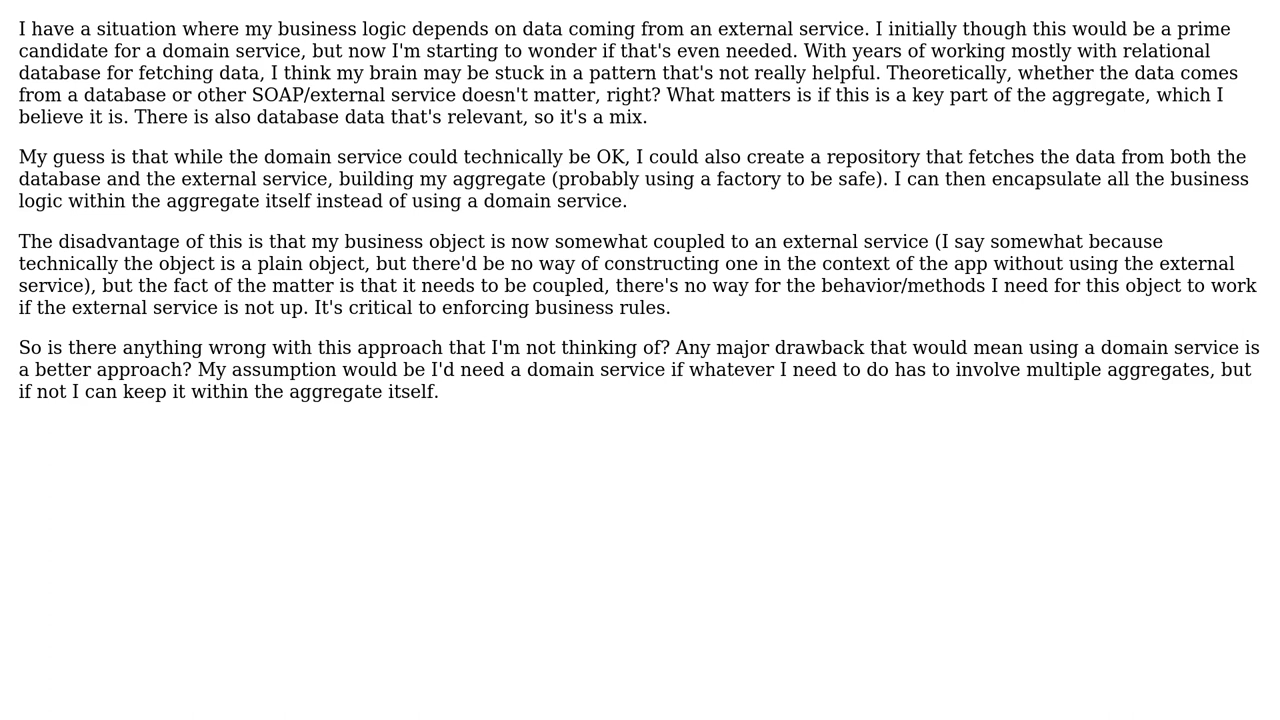 I have a situation where my business logic depends on data coming from an external service. I initially though this would be a prime
candidate for a domain service, but now I'm starting to wonder if that's even needed. With years of working mostly with relational
database for fetching data, I think my brain may be stuck in a pattern that's not really helpful. Theoretically, whether the data comes
from a database or other SOAP/external service doesn't matter, right? What matters is if this is a key part of the aggregate, which I
believe it is. There is also database data that's relevant, so it's a mix.
My guess is that while the domain service could technically be OK, I could also create a repository that fetches the data from both the
database and the external service, building my aggregate (probably using a factory to be safe). I can then encapsulate all the business
logic within the aggregate itself instead of using a domain service.
The disadvantage of this is that my business object is now somewhat coupled to an external service (I say somewhat because
technically the object is a plain object, but there'd be no way of constructing one in the context of the app without using the external
service), but the fact of the matter is that it needs to be coupled, there's no way for the behavior/methods I need for this object to work
if the external service is not up. It's critical to enforcing business rules.
So is there anything wrong with this approach that I'm not thinking of? Any major drawback that would mean using a domain service is
a better approach? My assumption would be I'd need a domain service if whatever I need to do has to involve multiple aggregates, but
if not I can keep it within the aggregate itself.